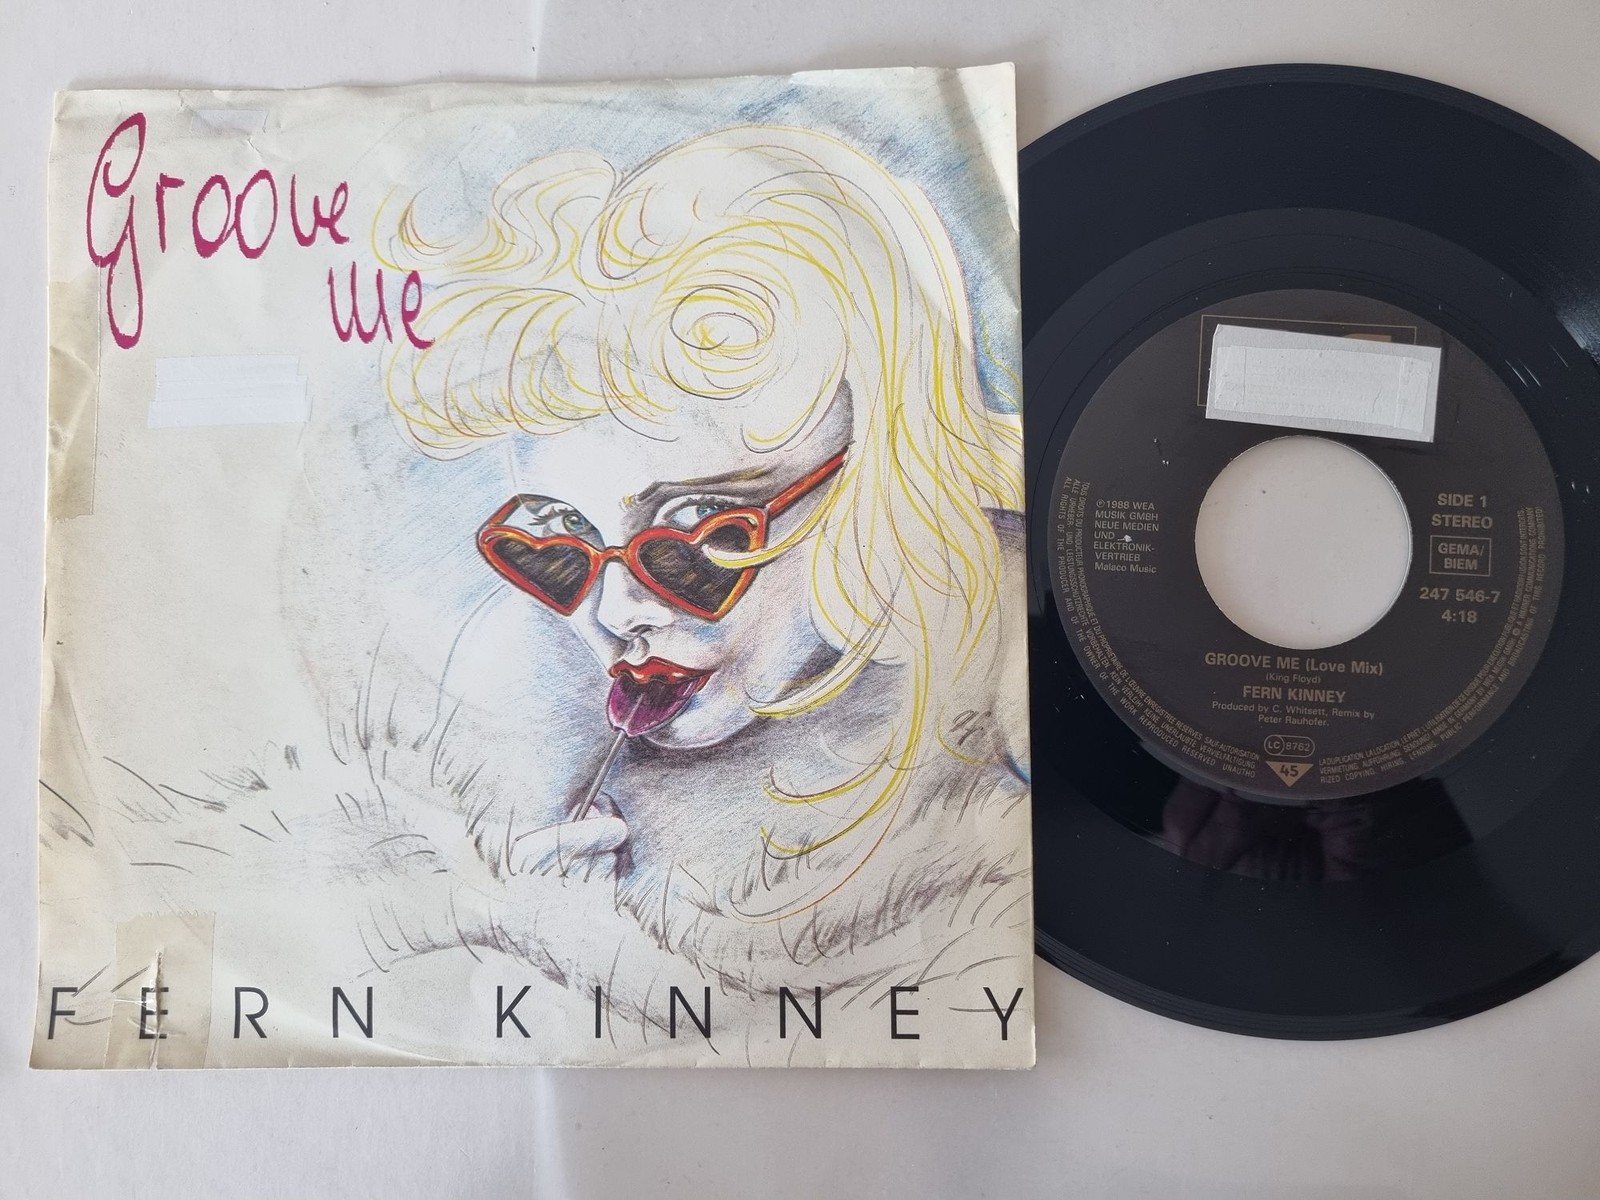 Groove
me
FERN KINNEY
℗1988 WEA
MUSIK GMBH
NEUE MEDIEN
UND
ELEKTRONIK-
VERTRIEB
Malaco Music
SIDE 1
STEREO
GEMA/
BIEM
247 546-7
4:18
GROOVE ME (Love Mix)
(King Floyd)
FERN KINNEY
Produced by C. Whitsett, Remix by
Peter Rauhofer.
LC 8762
45